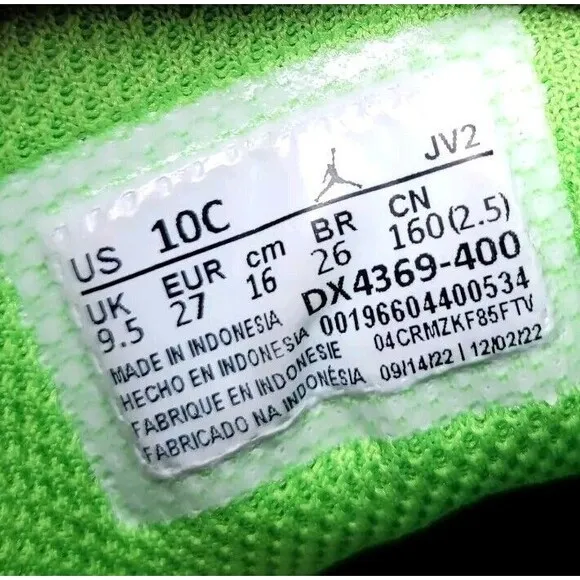 US 10C JV2
UK EUR cm BR CN
9.5 27 16 26 160(2.5)
MADE IN INDONESIA DX4369-400
HECHO EN INDONESIA 00196604400534
FABRIQUE EN INDONESIE 04CRMZKF85FTV
FABRICADO NA INDONÉSIA 09/14/22 | 12/02/22